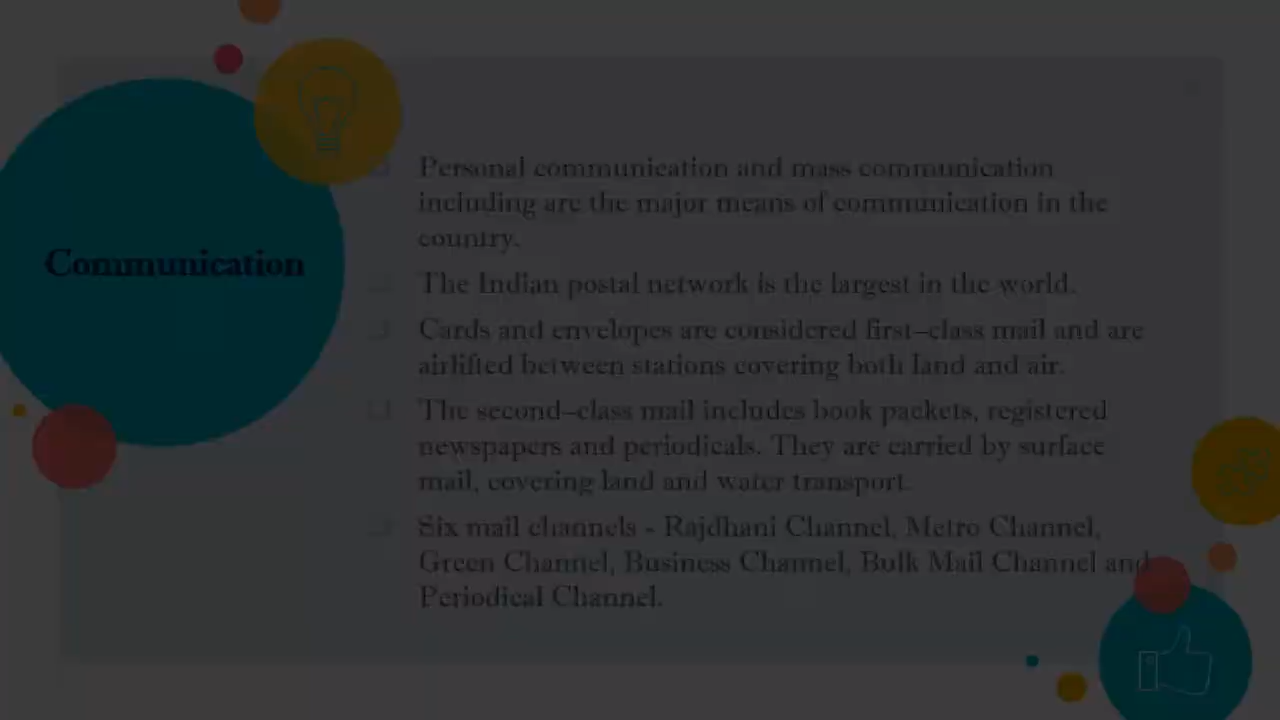 Communication
Personal communication and mass communication
including are the major means of communication in the
country.
The Indian postal network is the largest in the world.
Cards and envelopes are considered first–class mail and are
airlifted between stations covering both land and air.
The second–class mail includes book packets, registered
newspapers and periodicals. They are carried by surface
mail, covering land and water transport.
Six mail channels - Rajdhani Channel, Metro Channel,
Green Channel, Business Channel, Bulk Mail Channel and
Periodical Channel.